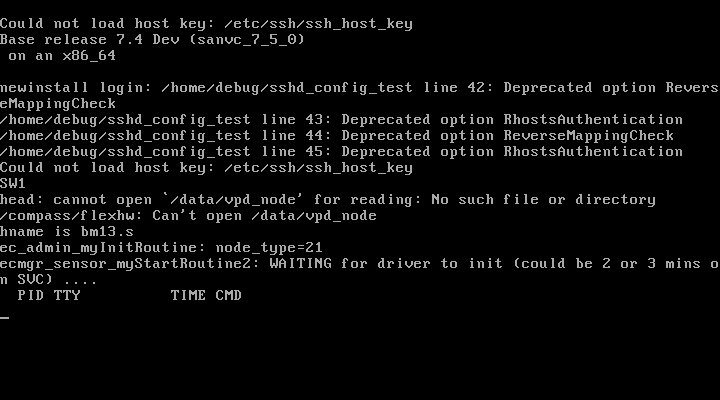 Could not load host key: /etc/ssh/ssh_host_key
Base release 7.4 Dev (sanvc_7_5_0)
 on an x86_64
newinstall login: /home/debug/sshd_config_test line 42: Deprecated option Revers
eMappingCheck
/home/debug/sshd_config_test line 43: Deprecated option RhostsAuthentication
/home/debug/sshd_config_test line 44: Deprecated option ReverseMappingCheck
/home/debug/sshd_config_test line 45: Deprecated option RhostsAuthentication
Could not load host key: /etc/ssh/ssh_host_key
SW1
head: cannot open `/data/vpd_node' for reading: No such file or directory
/compass/flexhw: Can't open /data/vpd_node
hname is bm13.s
ec_admin_myInitRoutine: node_type=21
ecmgr_sensor_myStartRoutine2: WAITING for driver to init (could be 2 or 3 mins o
n SVC) ....
  PID TTY          TIME CMD
_